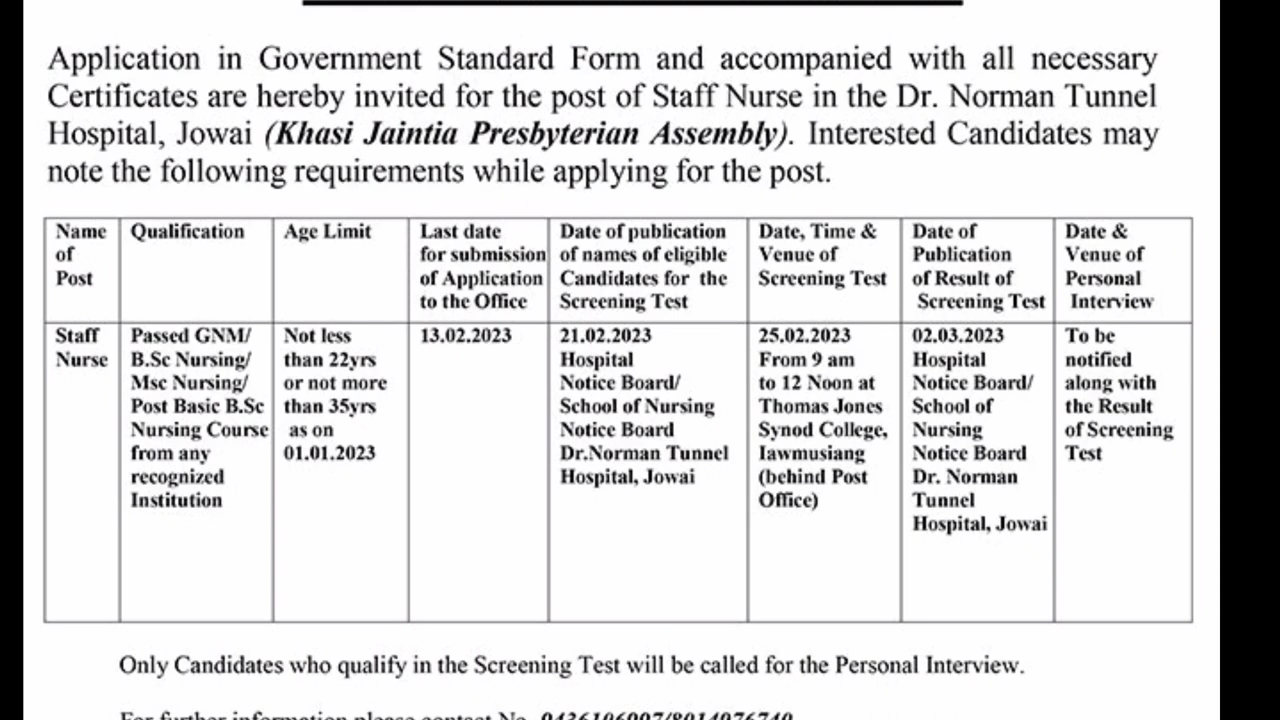 Application in Government Standard Form and accompanied with all necessary
Certificates are hereby invited for the post of Staff Nurse in the Dr. Norman Tunnel
Hospital, Jowai (Khasi Jaintia Presbyterian Assembly). Interested Candidates may
note the following requirements while applying for the post.
Name
of
Post
Qualification
Age Limit
Last date
for submission
of Application
to the Office
Date of publication
of names of eligible
Candidates for the
Screening Test
Date, Time &
Venue of
Screening Test
Date of
Publication
of Result of
Screening Test
Date &
Venue of
Personal
Interview
Staff
Nurse
Passed GNM/
B.Sc Nursing/
Msc Nursing/
Post Basic B.Sc
Nursing Course
from any
recognized
Institution
Not less
than 22yrs
or not more
than 35yrs
as on
01.01.2023
13.02.2023
21.02.2023
Hospital
Notice Board/
School of Nursing
Notice Board
Dr.Norman Tunnel
Hospital, Jowai
25.02.2023
From 9 am
to 12 Noon at
Thomas Jones
Synod College,
Iawmusiang
(behind Post
Office)
02.03.2023
Hospital
Notice Board/
School of
Nursing
Notice Board
Dr. Norman
Tunnel
Hospital, Jowai
To be
notified
along with
the Result
of Screening
Test
Only Candidates who qualify in the Screening Test will be called for the Personal Interview.
For further information please contact No.